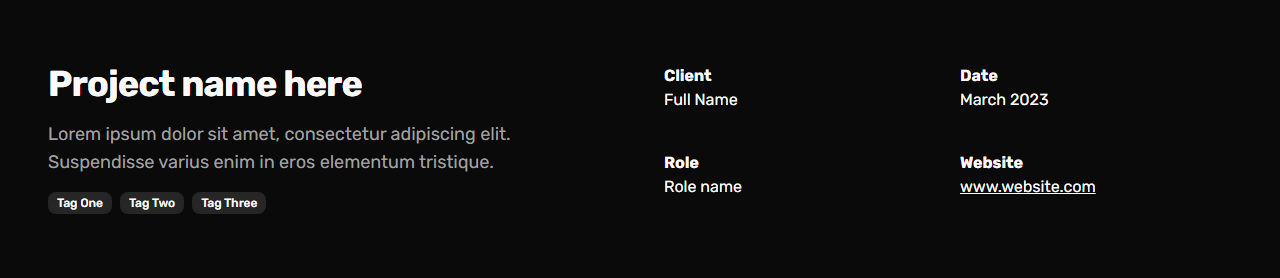 Project name here
Lorem ipsum dolor sit amet, consectetur adipiscing elit.
Suspendisse varius enim in eros elementum tristique.
Tag One
Tag Two
Tag Three
Client
Full Name
Date
March 2023
Role
Role name
Website
www.website.com